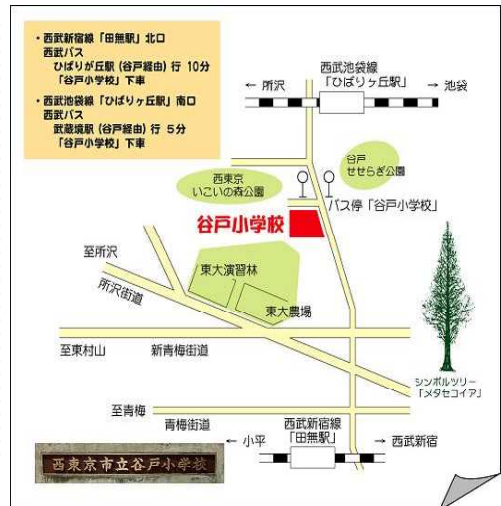 ・西武新宿線「田無駅」北口
西武バス
ひばりが丘駅(谷戸経由)行 10分
「谷戸小学校」下車
・西武池袋線「ひばりヶ丘駅」南口
西武バス
武蔵境駅(谷戸経由)行 5分
「谷戸小学校」下車
← 所沢
西武池袋線
「ひばりヶ丘駅」
→ 池袋
谷戸
せせらぎ公園
西東京
いこいの森公園
バス停「谷戸小学校」
谷戸小学校
至所沢
所沢街道
東大演習林
東大農場
至東村山
新青梅街道
シンボルツリー
「メタセコイア」
至青梅
青梅街道
西武新宿線
「田無駅」
← 小平
→ 西武新宿
西東京市立谷戸小学校